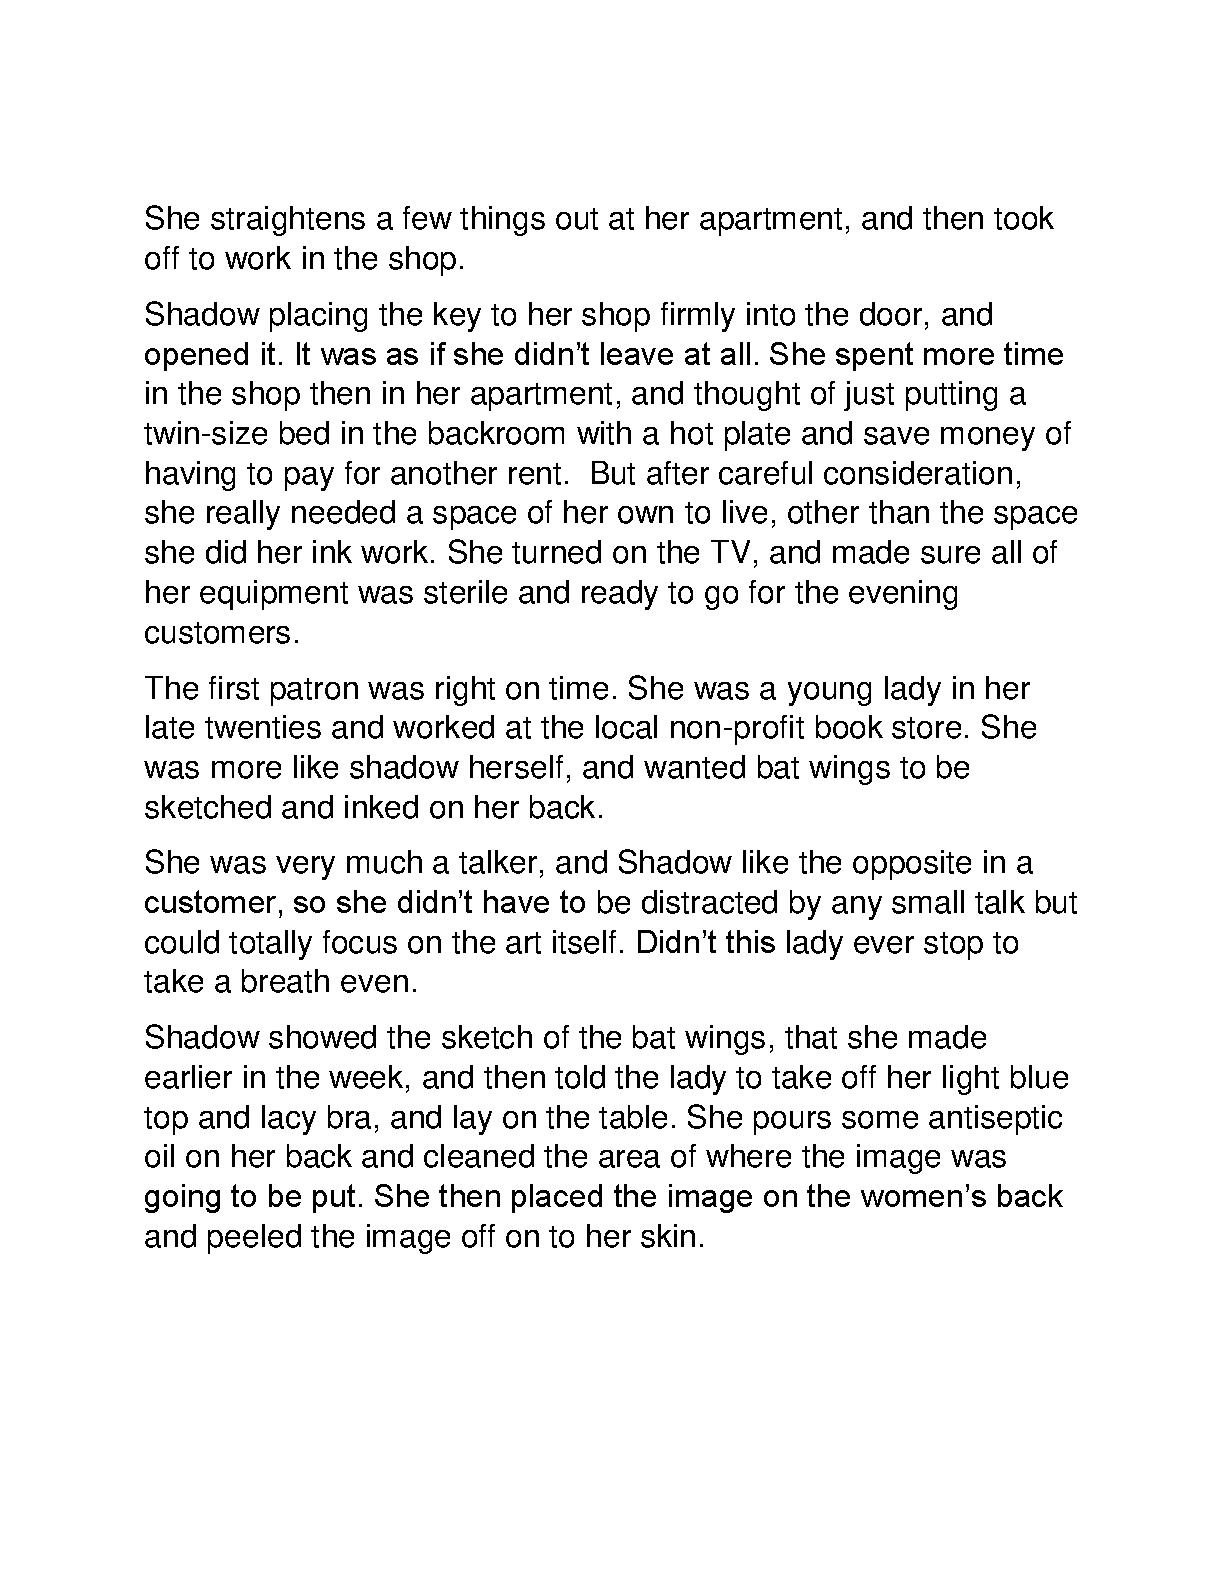 She straightens a few things out at her apartment, and then took
off to work in the shop.
Shadow placing the key to her shop firmly into the door, and
opened it. It was as if she didn’t leave at all. She spent more time
in the shop then in her apartment, and thought of just putting a
twin-size bed in the backroom with a hot plate and save money of
having to pay for another rent.  But after careful consideration,
she really needed a space of her own to live, other than the space
she did her ink work. She turned on the TV, and made sure all of
her equipment was sterile and ready to go for the evening
customers.
The first patron was right on time. She was a young lady in her
late twenties and worked at the local non-profit book store. She
was more like shadow herself, and wanted bat wings to be
sketched and inked on her back.
She was very much a talker, and Shadow like the opposite in a
customer, so she didn’t have to be distracted by any small talk but
could totally focus on the art itself. Didn’t this lady ever stop to
take a breath even.
Shadow showed the sketch of the bat wings, that she made
earlier in the week, and then told the lady to take off her light blue
top and lacy bra, and lay on the table. She pours some antiseptic
oil on her back and cleaned the area of where the image was
going to be put. She then placed the image on the women’s back
and peeled the image off on to her skin.